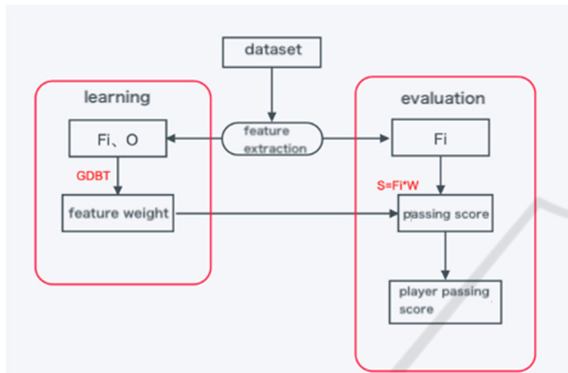 dataset
learning
evaluation
feature
extraction
Fi、O
Fi
GDBT
S=Fi*W
feature weight
passing score
player passing
score